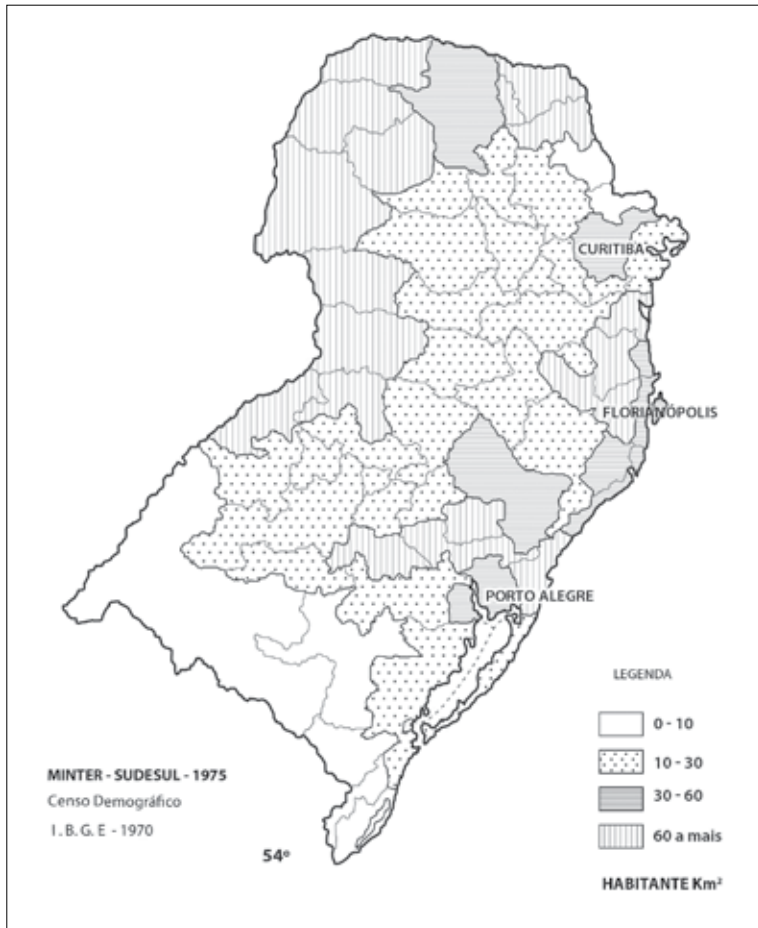 CURITIBA
FLORIANÓPOLIS
PORTO ALEGRE
LEGENDA
0 - 10
10 - 30
30 - 60
60 a mais
HABITANTE Km²
MINTER - SUDESUL - 1975
Censo Demográfico
I. B. G. E - 1970
54º